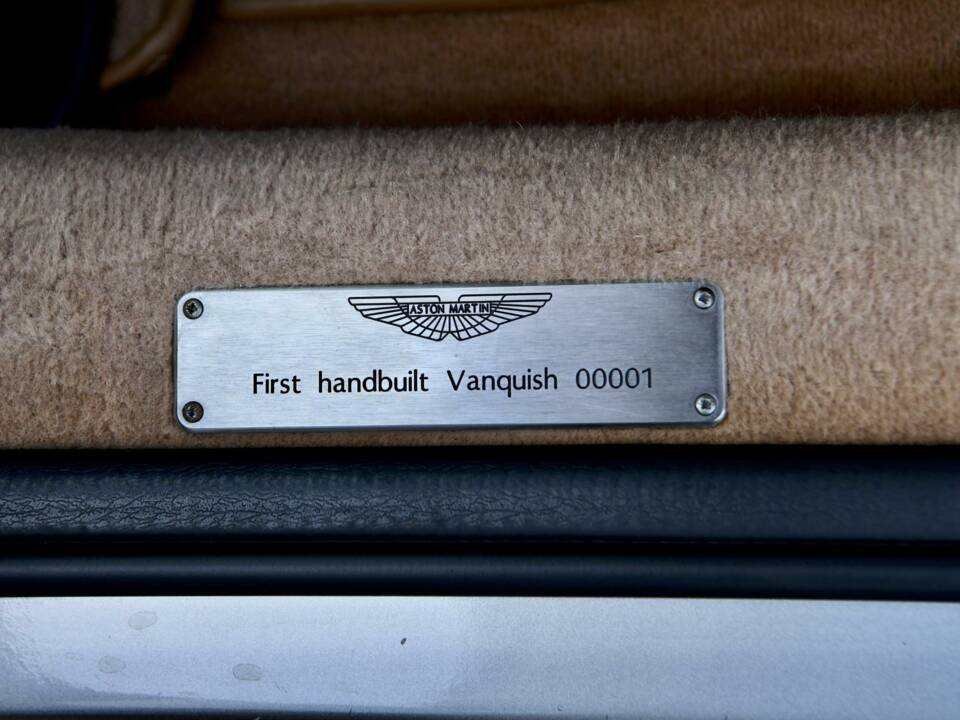 ASTON MARTIN
First handbuilt Vanquish 00001